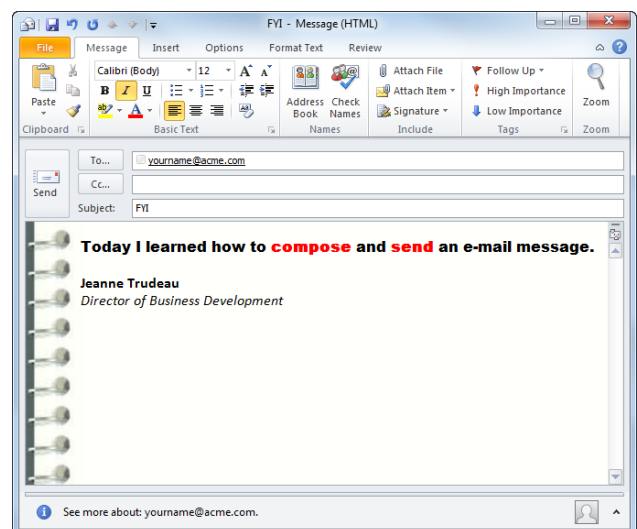 FYI - Message (HTML)
File Message Insert Options Format Text Review
Calibri (Body) 12 A A Attach File Follow Up
B I U Attach Item High Importance
Paste ab A Address Book Check Names Signature Low Importance Zoom
Clipboard Basic Text Names Include Tags Zoom
To... yourname@acme.com
Cc...
Send
Subject: FYI
Today I learned how to compose and send an e-mail message.
Jeanne Trudeau
Director of Business Development
See more about: yourname@acme.com.